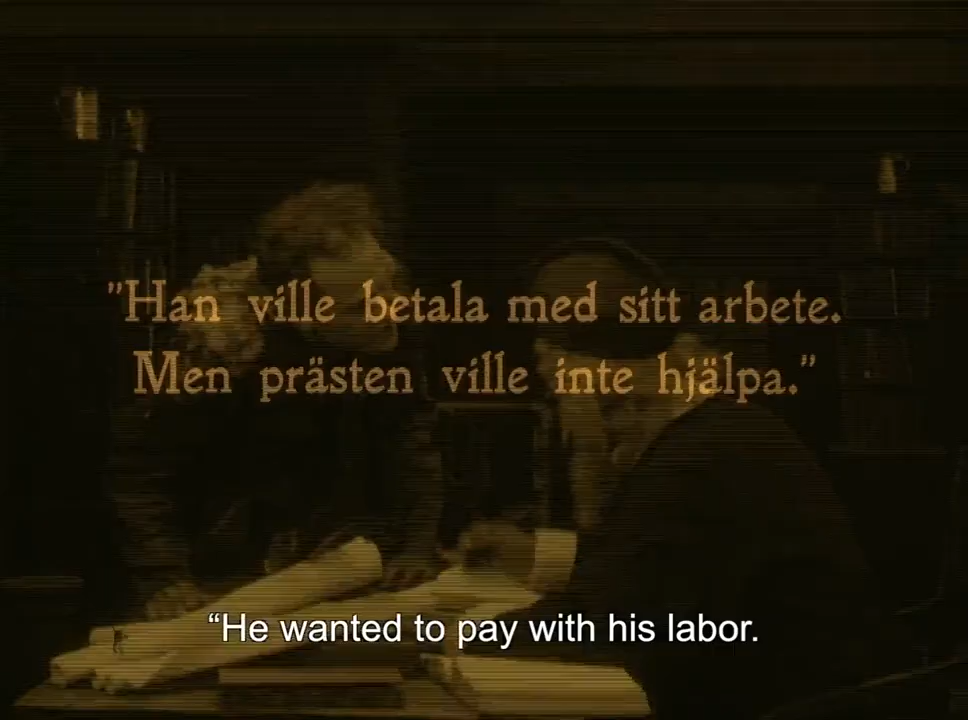 "Han ville betala med sitt arbete.
Men prästen ville inte hjälpa."
“He wanted to pay with his labor.